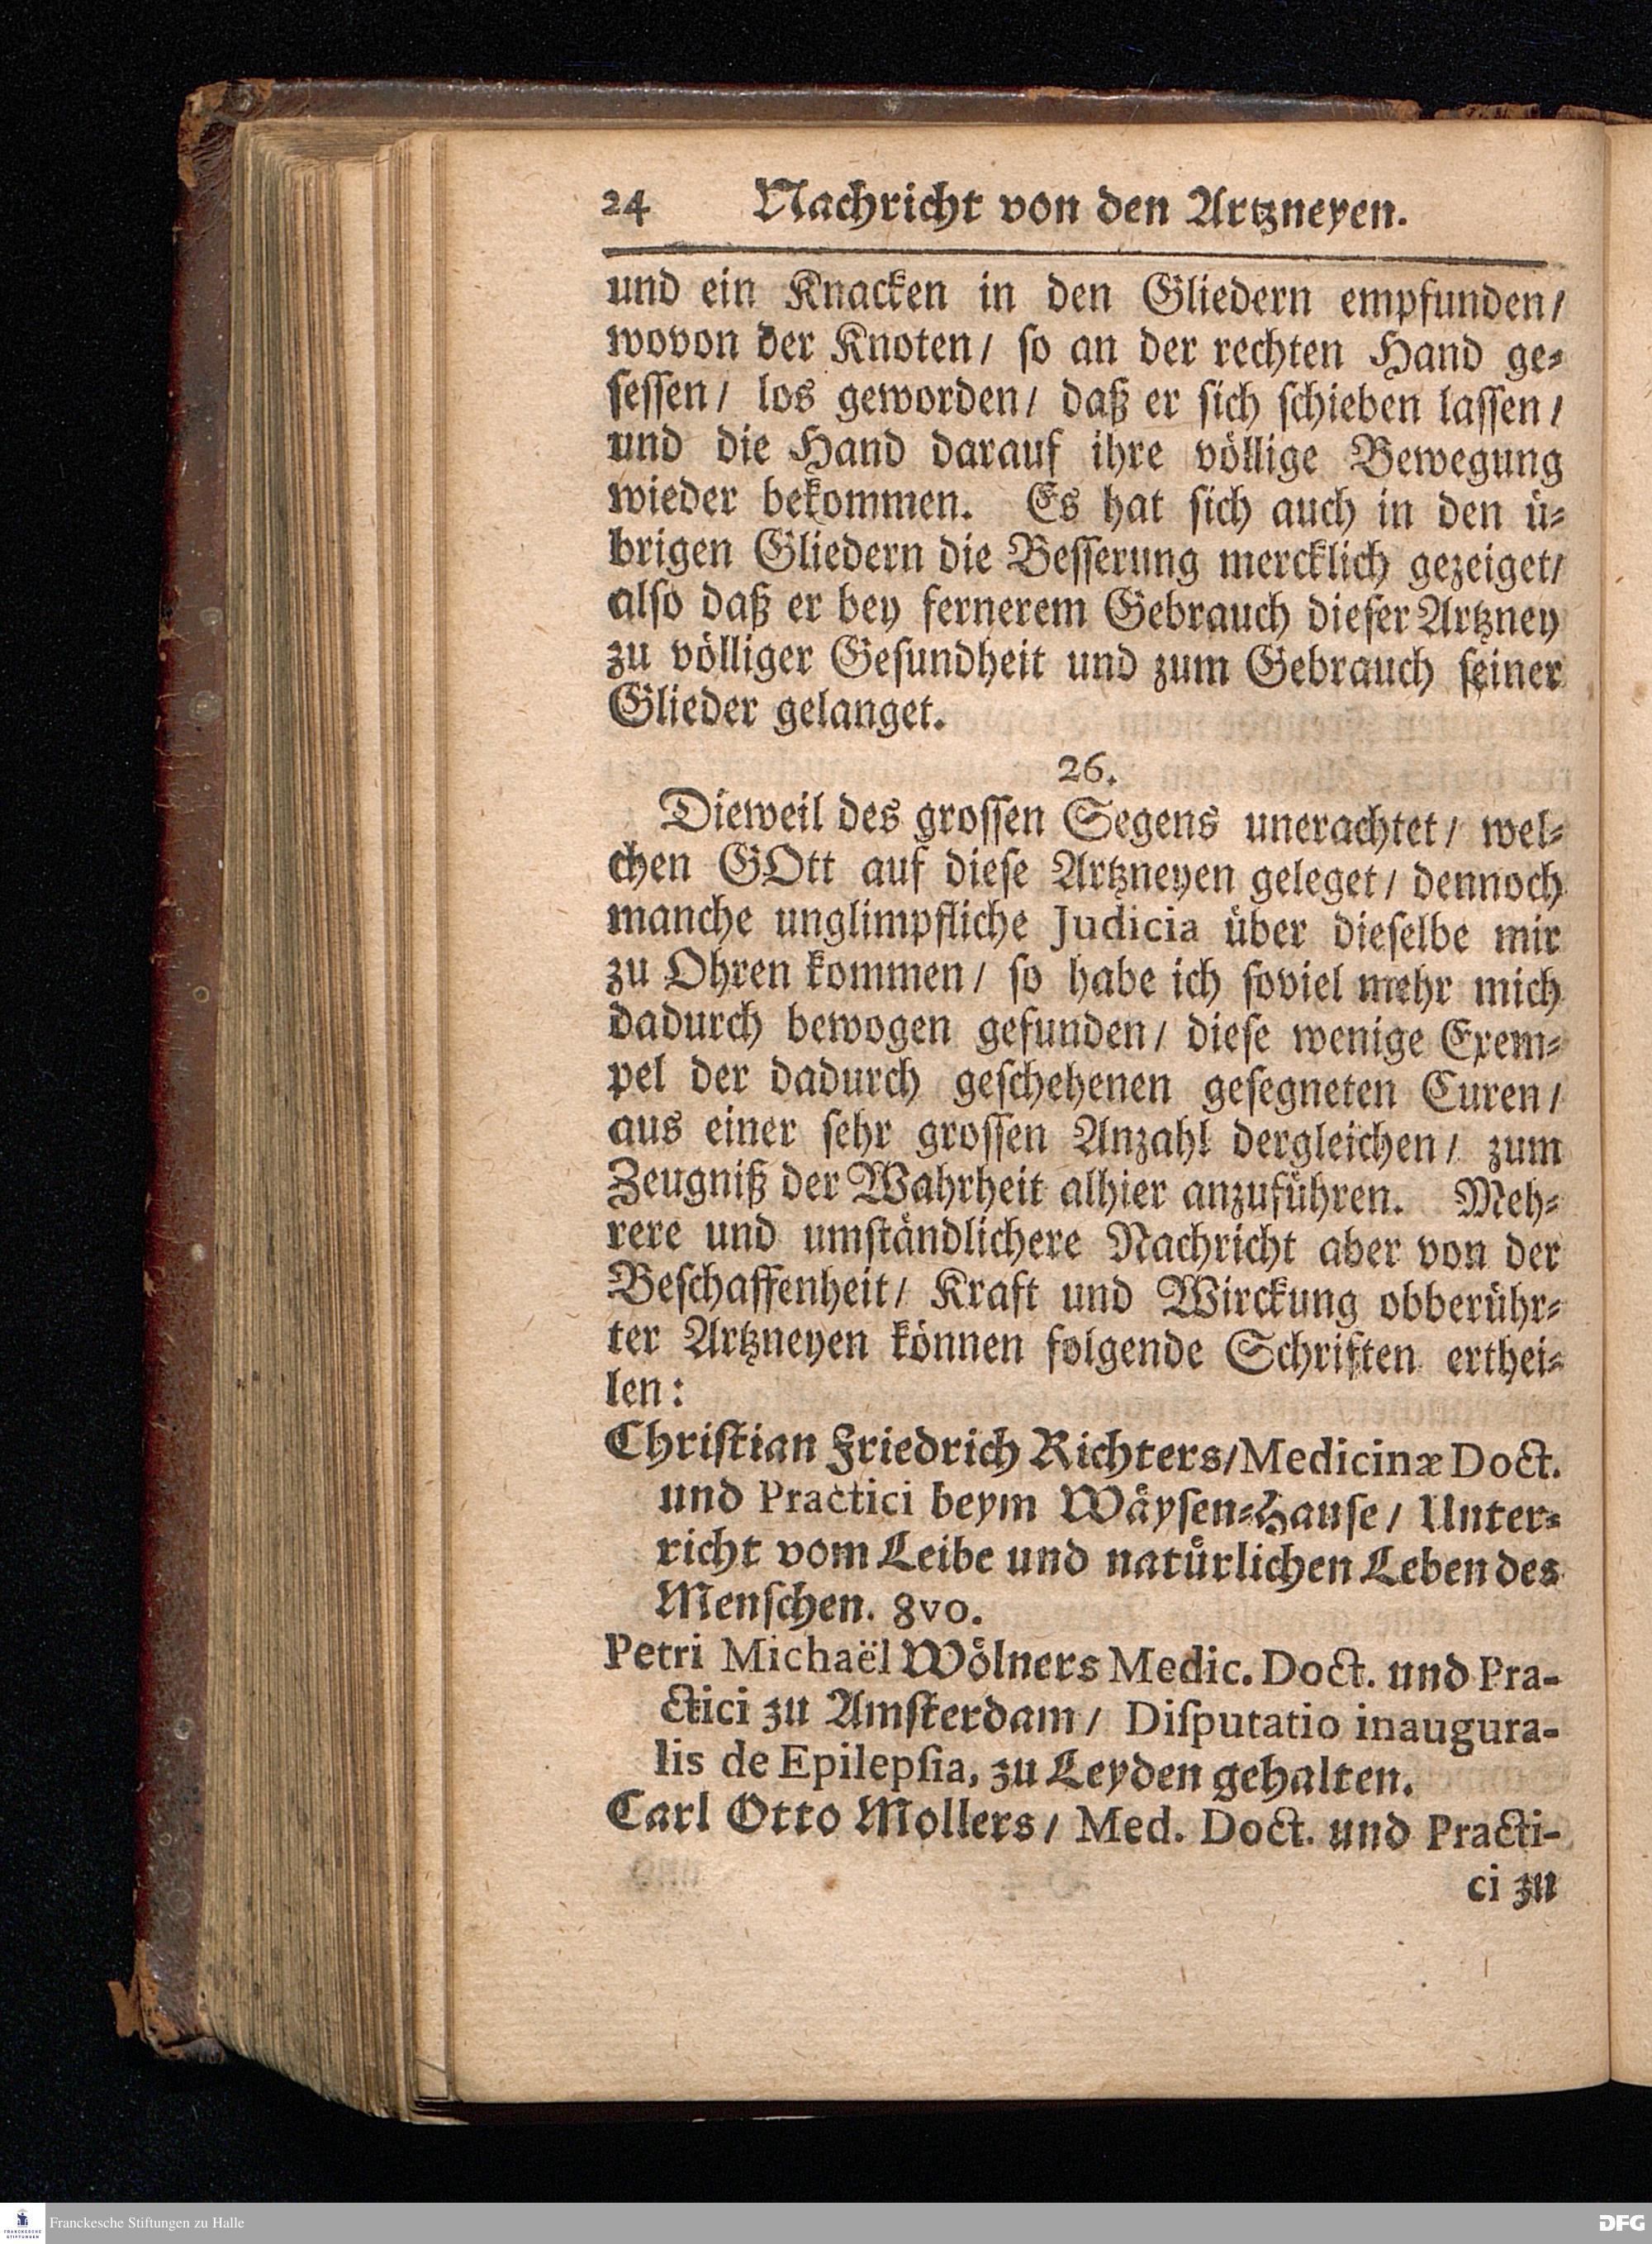 24 Nachricht von den Artzneyen.
und ein Knacken in den Gliedern empfunden/
wovon der Knoten/ ſo an der rechten Hand ge⸗
ſeſſen/ los geworden/ daß er ſich ſchieben laſſen/
und die Hand darauf ihre völlige Bewegung
wieder bekommen. Es hat ſich auch in den ü⸗
brigen Gliedern die Beſſerung mercklich gezeiget/
alſo daß er bey fernerem Gebrauch dieſer Artzney
zu völliger Geſundheit und zum Gebrauch ſeiner
Glieder gelanget.
26.
Dieweil des groſſen Segens unerachtet/ wel⸗
chen GOtt auf dieſe Artzneyen geleget/ dennoch
manche unglimpfliche Judicia über dieſelbe mir
zu Ohren kommen/ ſo habe ich ſoviel mehr mich
dadurch bewogen gefunden/ dieſe wenige Exem⸗
pel der dadurch geſchehenen geſegneten Curen/
aus einer ſehr groſſen Anzahl dergleichen/ zum
Zeugniß der Wahrheit alhier anzuführen. Meh⸗
rere und umſtändlichere Nachricht aber von der
Beſchaffenheit/ Kraft und Wirckung obberühr⸗
ter Artzneyen können folgende Schriften erthei⸗
len:
Chriſtian Friedrich Richters/Medicinæ Doct.
und Practici beym Wäyſen⸗Hauſe/ Unter⸗
richt vom Leibe und natürlichen Leben des
Menſchen. 8vo.
Petri Michaël Wölners Medic. Doct. und Pra-
ctici zu Amſterdam/ Diſputatio inaugura-
lis de Epilepſia, zu Leyden gehalten.
Carl Otto Mollers/ Med. Doct. und Practi-
ci zu
FRANCKESCHE
STIFTUNGEN
Franckesche Stiftungen zu Halle
DFG